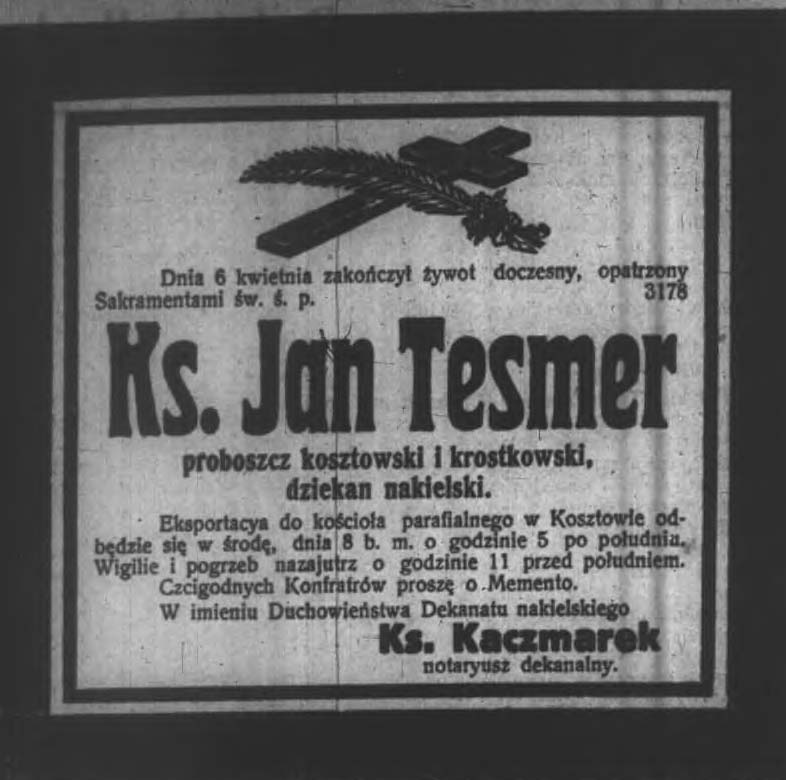 Dnia 6 kwietnia zakończył żywot doczesny, opatrzony
Sakramentami św. ś. p. 3178
Ks. Jan Tesmer
proboszcz kosztowski i krostkowski,
dziekan nakielski.
Eksportacya do kościoła parafialnego w Kosztowie od-
będzie się w środę, dnia 8 b. m. o godzinie 5 po południu.
Wigilie i pogrzeb nazajutrz o godzinie 11 przed południem.
Czcigodnych Konfratrów proszę o Memento.
W imieniu Duchowieństwa Dekanatu nakielskiego
Ks. Kaczmarek
notaryusz dekanalny.